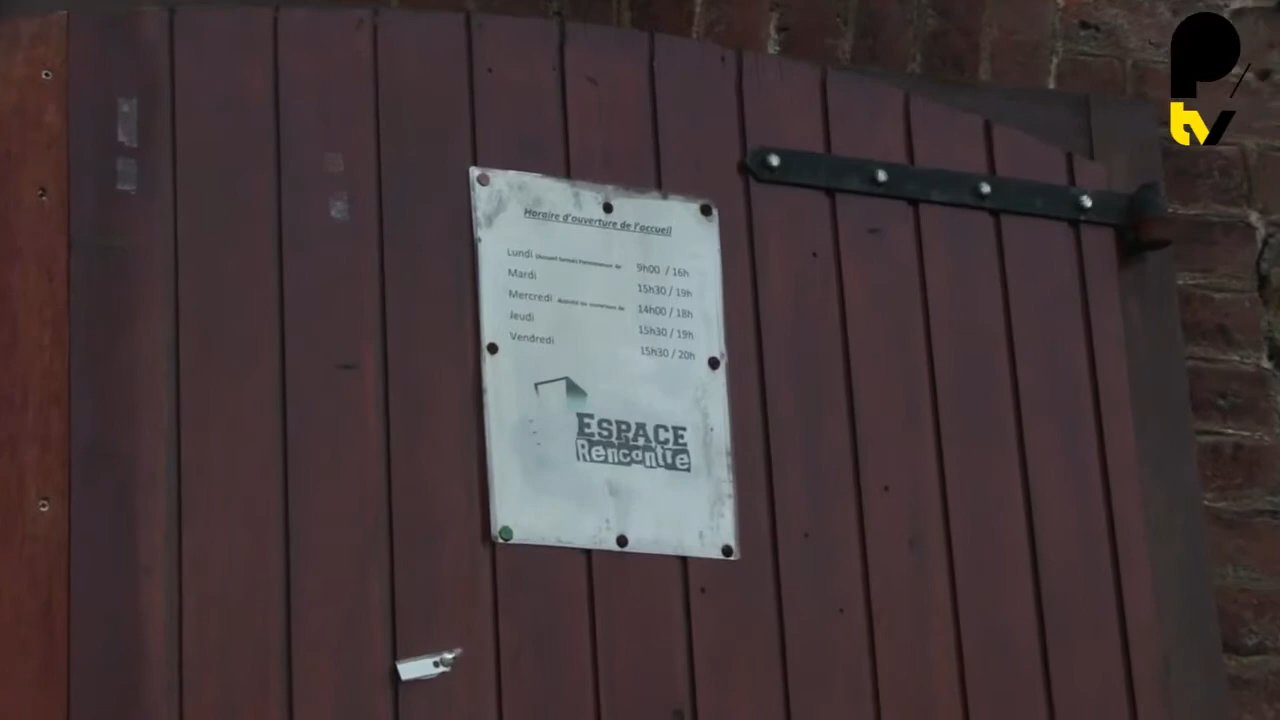 P
tv
Horaire d'ouverture de l'accueil
Lundi 9h00 / 16h
Mardi 15h30 / 19h
Mercredi 14h00 / 18h
Jeudi 15h30 / 19h
Vendredi 15h30 / 20h
ESPACE
Rencontre